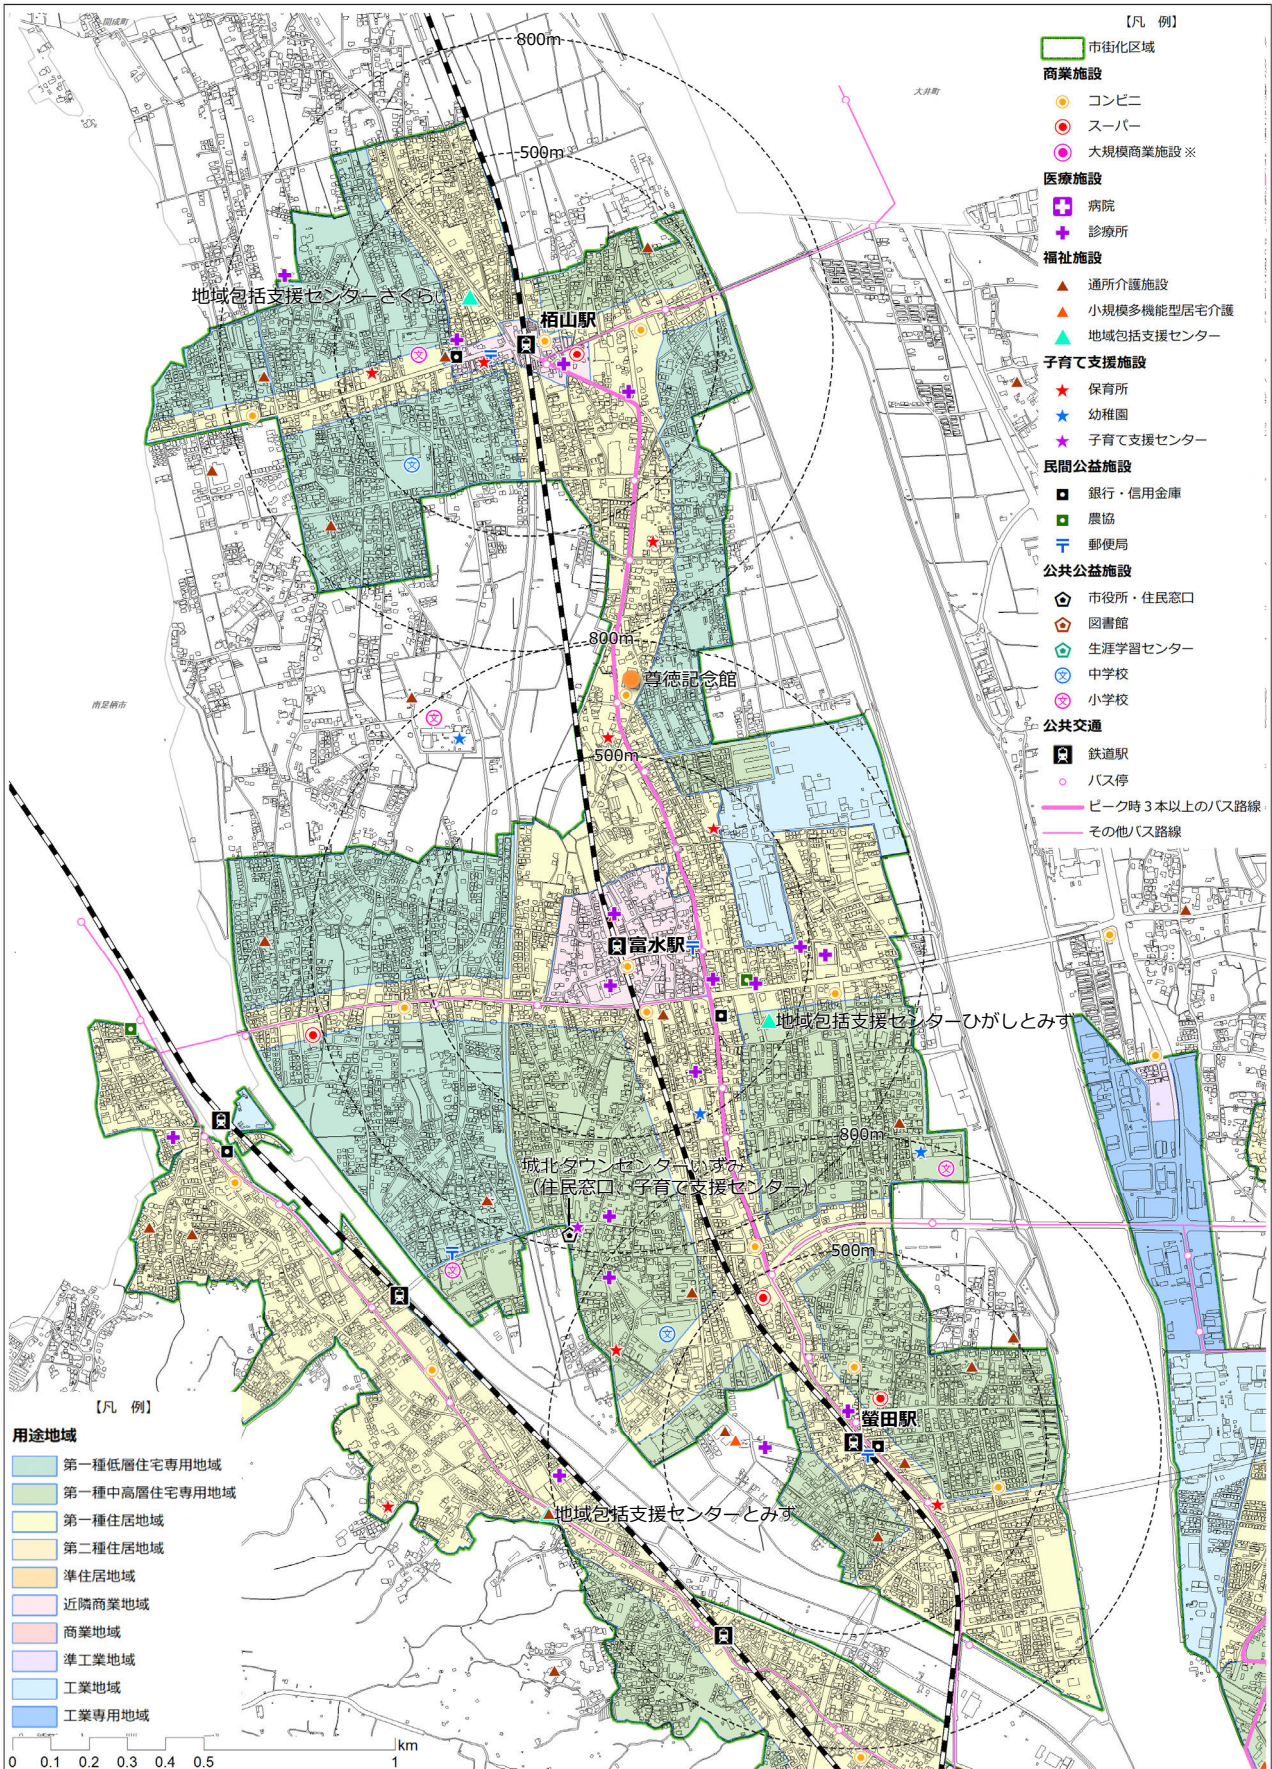 開成町
大井町
南足柄市
800m
500m
地域包括支援センターさくらい
栢山駅
800m
尊徳記念館
500m
富水駅
地域包括支援センターひがしとみず
800m
城北タウンセンターいずみ
(住民窓口、子育て支援センター)
500m
螢田駅
地域包括支援センターとみず
【凡 例】
市街化区域
商業施設
コンビニ
スーパー
大規模商業施設※
医療施設
病院
診療所
福祉施設
通所介護施設
小規模多機能型居宅介護
地域包括支援センター
子育て支援施設
保育所
幼稚園
子育て支援センター
民間公益施設
銀行・信用金庫
農協
郵便局
公共公益施設
市役所・住民窓口
図書館
生涯学習センター
中学校
小学校
公共交通
鉄道駅
バス停
ピーク時3本以上のバス路線
その他バス路線
【凡 例】
用途地域
第一種低層住宅専用地域
第一種中高層住宅専用地域
第一種住居地域
第二種住居地域
準住居地域
近隣商業地域
商業地域
準工業地域
工業地域
工業専用地域
km
0 0.1 0.2 0.3 0.4 0.5 1